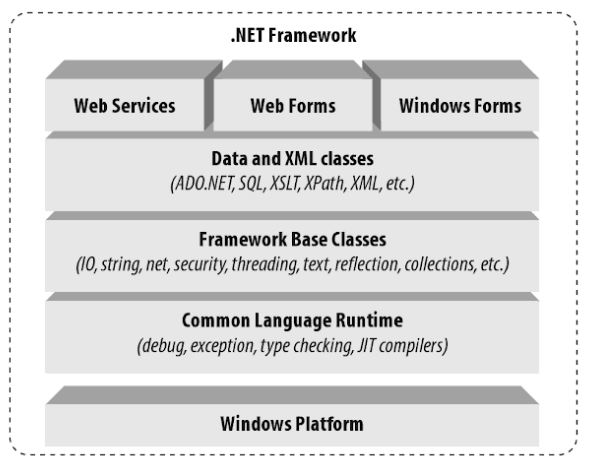 .NET Framework
Web Services
Web Forms
Windows Forms
Data and XML classes
(ADO.NET, SQL, XSLT, XPath, XML, etc.)
Framework Base Classes
(IO, string, net, security, threading, text, reflection, collections, etc.)
Common Language Runtime
(debug, exception, type checking, JIT compilers)
Windows Platform